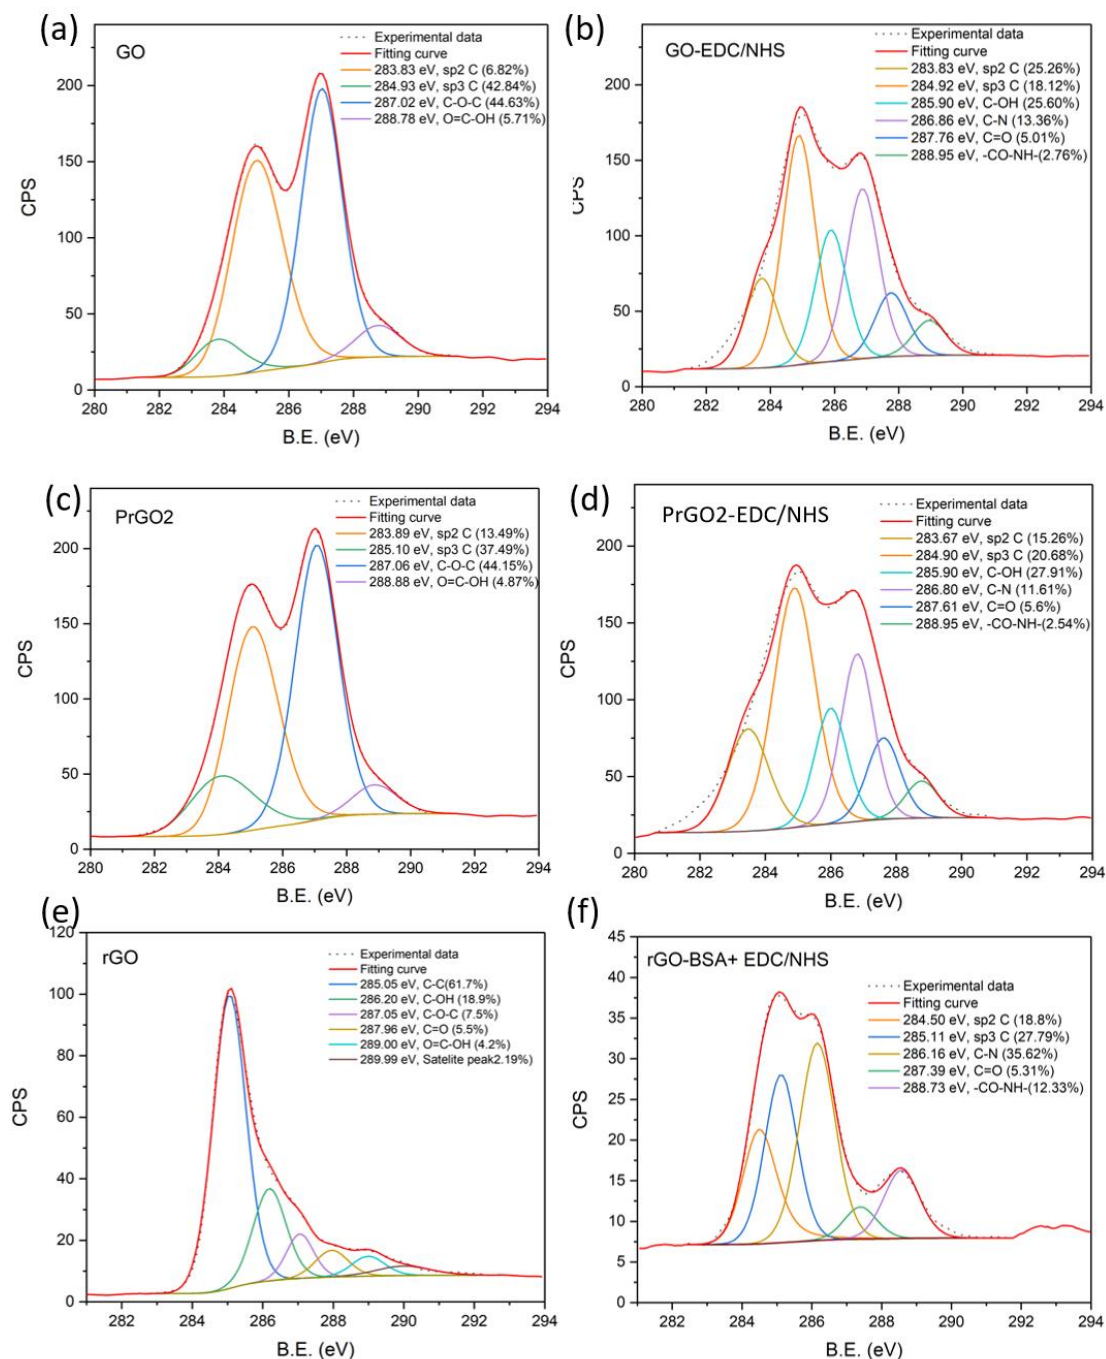 (a)
GO
Experimental data
Fitting curve
283.83 eV, sp2 C (6.82%)
284.93 eV, sp3 C (42.84%)
287.02 eV, C-O-C (44.63%)
288.78 eV, O=C-OH (5.71%)
200
150
100
50
0
CPS
280 282 284 286 288 290 292 294
B.E. (eV)
(b)
GO-EDC/NHS
Experimental data
Fitting curve
283.83 eV, sp2 C (25.26%)
284.92 eV, sp3 C (18.12%)
285.90 eV, C-OH (25.60%)
286.86 eV, C-N (13.36%)
287.76 eV, C=O (5.01%)
288.95 eV, -CO-NH-(2.76%)
200
150
100
50
0
CPS
280 282 284 286 288 290 292 294
B.E. (eV)
(c)
PrGO2
Experimental data
Fitting curve
283.89 eV, sp2 C (13.49%)
285.10 eV, sp3 C (37.49%)
287.06 eV, C-O-C (44.15%)
288.88 eV, O=C-OH (4.87%)
200
150
100
50
0
CPS
280 282 284 286 288 290 292 294
B.E. (eV)
(d)
PrGO2-EDC/NHS
Experimental data
Fitting curve
283.67 eV, sp2 C (15.26%)
284.90 eV, sp3 C (20.68%)
285.90 eV, C-OH (27.91%)
286.80 eV, C-N (11.61%)
287.61 eV, C=O (5.6%)
288.95 eV, -CO-NH-(2.54%)
200
150
100
50
0
CPS
280 282 284 286 288 290 292 294
B.E. (eV)
(e)
rGO
Experimental data
Fitting curve
285.05 eV, C-C(61.7%)
286.20 eV, C-OH (18.9%)
287.05 eV, C-O-C (7.5%)
287.96 eV, C=O (5.5%)
289.00 eV, O=C-OH (4.2%)
289.99 eV, Satelite peak2.19%)
120
100
80
60
40
20
0
CPS
282 284 286 288 290 292 294
B.E. (eV)
(f)
rGO-BSA+ EDC/NHS
Experimental data
Fitting curve
284.50 eV, sp2 C (18.8%)
285.11 eV, sp3 C (27.79%)
286.16 eV, C-N (35.62%)
287.39 eV, C=O (5.31%)
288.73 eV, -CO-NH-(12.33%)
45
40
35
30
25
20
15
10
5
0
CPS
282 284 286 288 290 292 294
B.E. (eV)